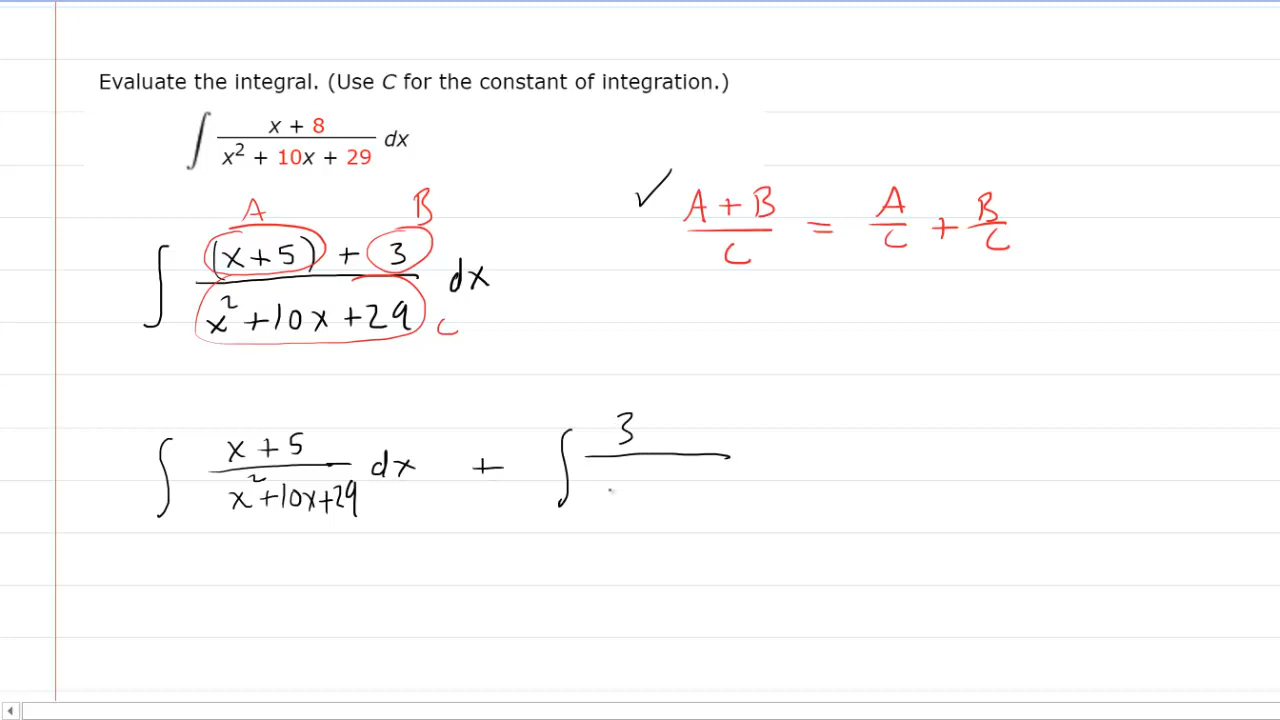 Evaluate the integral. (Use C for the constant of integration.)
∫ (x + 8)/(x² + 10x + 29) dx
A B
∫ ((x+5) + 3)/(x² + 10x + 29) dx
C
✓ (A + B)/C = A/C + B/C
∫ (x + 5)/(x² + 10x + 29) dx + ∫ 3